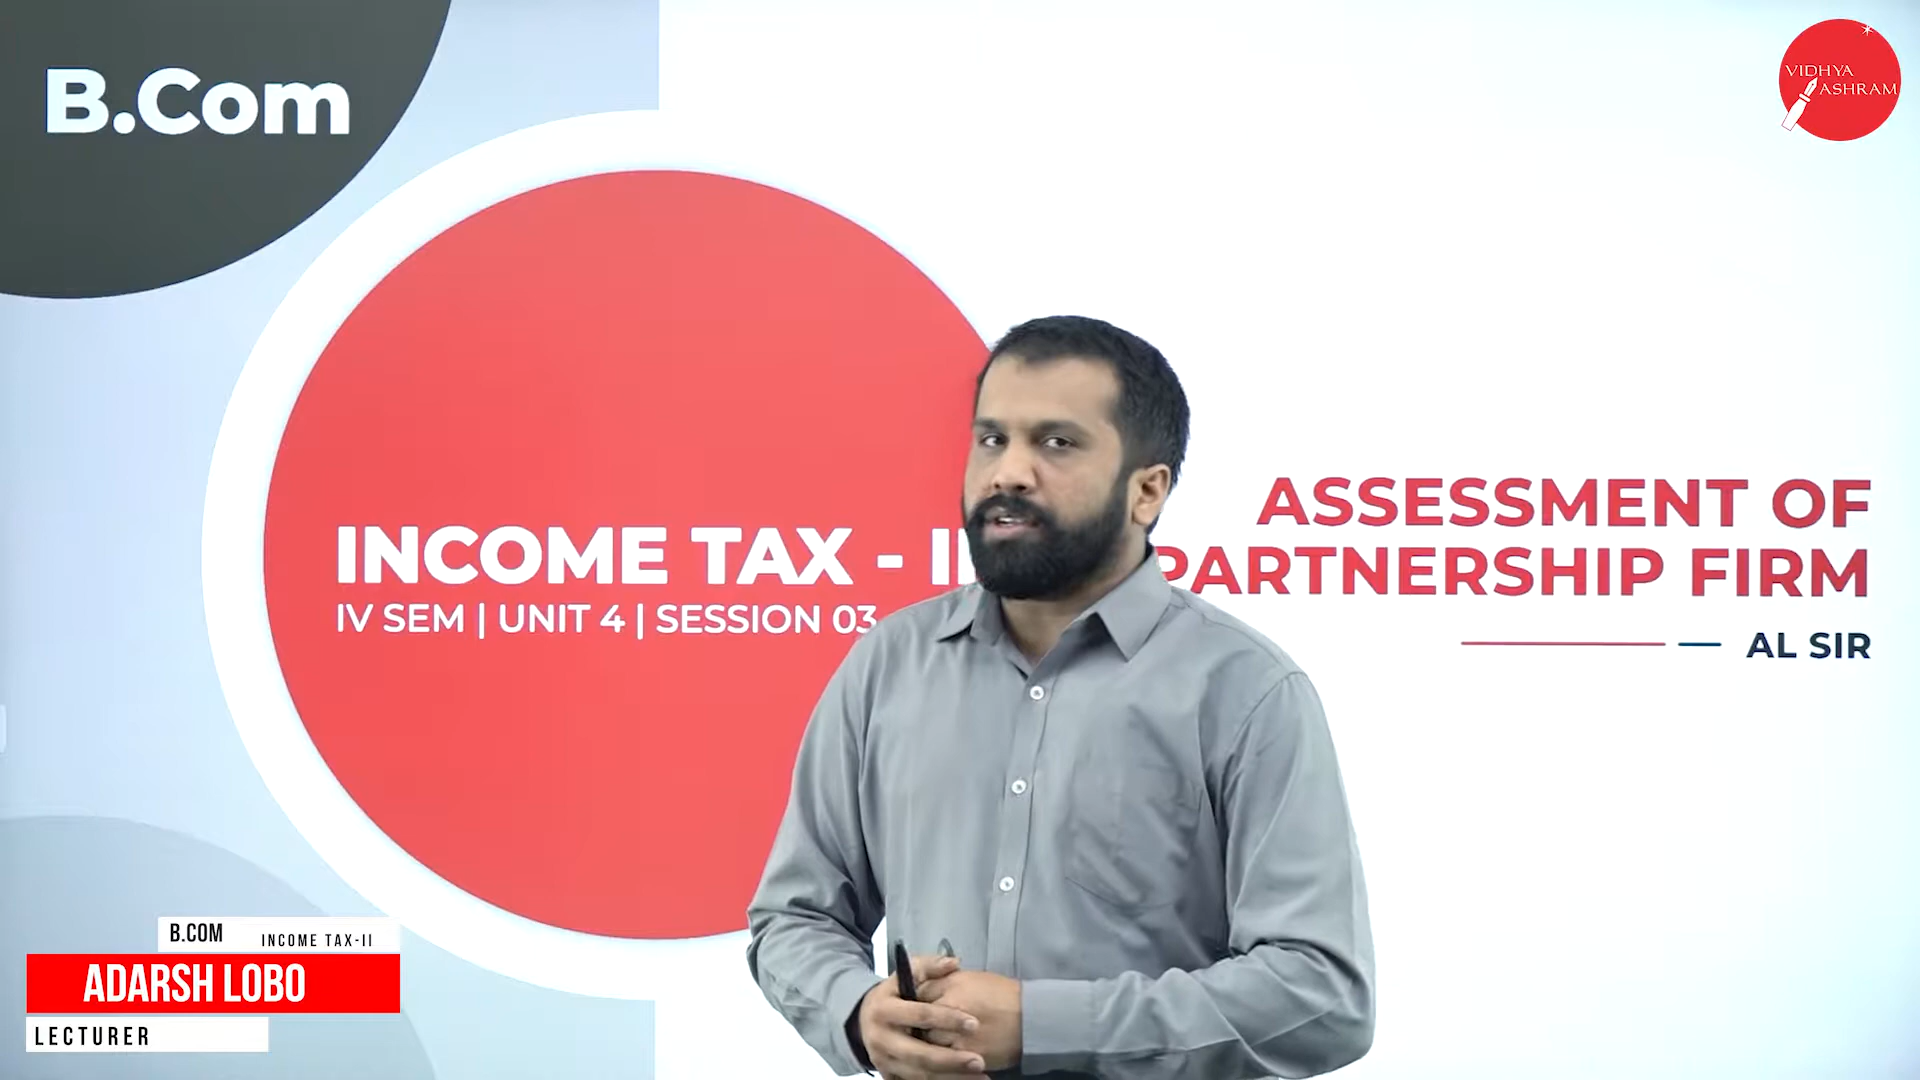 B.Com
VIDHYA
ASHRAM
INCOME TAX - II
IV SEM | UNIT 4 | SESSION 03
ASSESSMENT OF
PARTNERSHIP FIRM
AL SIR
B.COM INCOME TAX-II
ADARSH LOBO
LECTURER